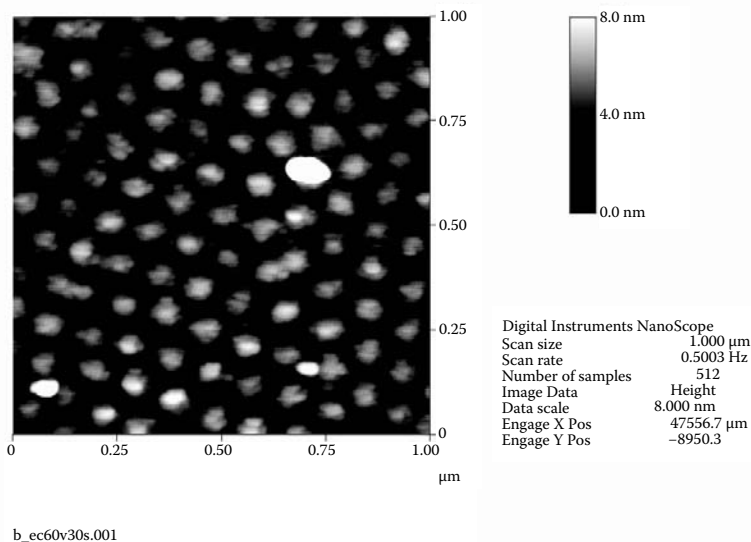 1.00
0.75
0.50
0.25
0
0 0.25 0.50 0.75 1.00
µm
8.0 nm
4.0 nm
0.0 nm
Digital Instruments NanoScope
Scan size 1.000 µm
Scan rate 0.5003 Hz
Number of samples 512
Image Data Height
Data scale 8.000 nm
Engage X Pos 47556.7 µm
Engage Y Pos −8950.3
b_ec60v30s.001